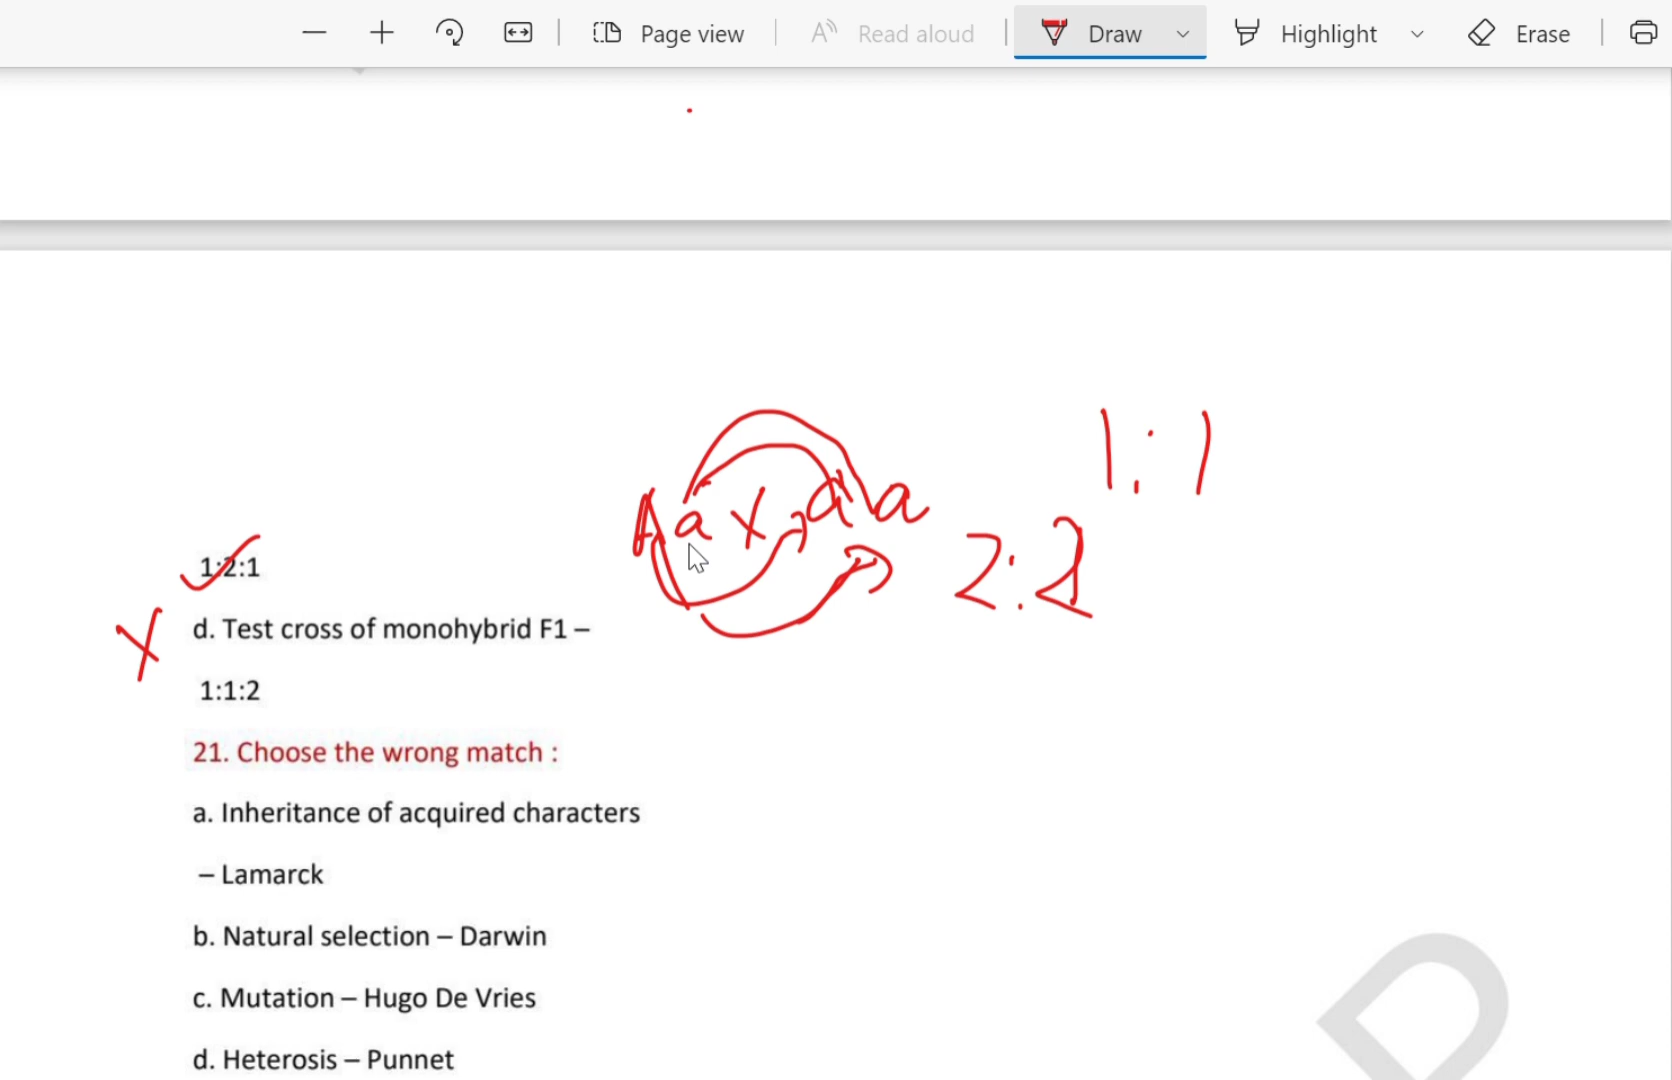 Page view Read aloud Draw Highlight Erase
1:1
Aa x aa
2:2
1:2:1
X d. Test cross of monohybrid F1 –
1:1:2
21. Choose the wrong match :
a. Inheritance of acquired characters
– Lamarck
b. Natural selection – Darwin
c. Mutation – Hugo De Vries
d. Heterosis – Punnet